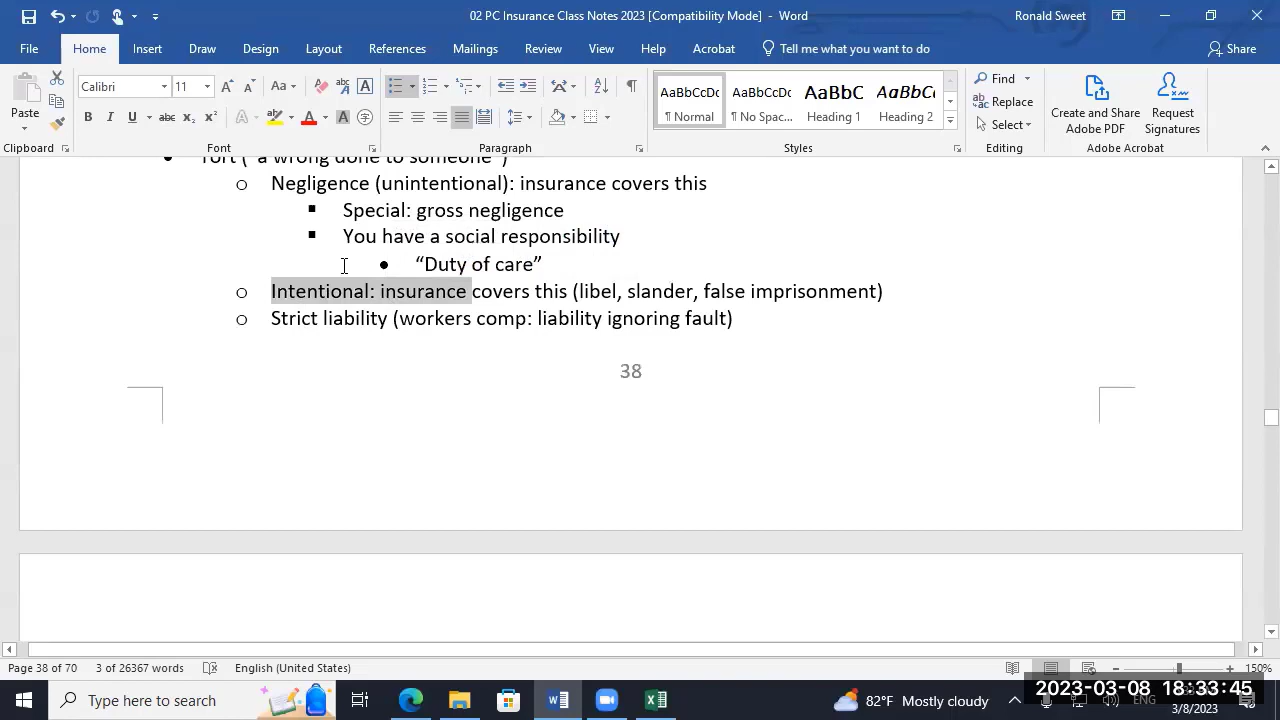 02 PC Insurance Class Notes 2023 [Compatibility Mode] - Word
Ronald Sweet
File Home Insert Draw Design Layout References Mailings Review View Help Acrobat Tell me what you want to do Share
Paste
Clipboard
Calibri 11
Font
Paragraph
AaBbCcDc
¶ Normal
AaBbCcDc
¶ No Spac...
AaBbC
Heading 1
AaBbC
Heading 2
Styles
Find
Replace
Select
Editing
Create and Share
Adobe PDF
Request
Signatures
Adobe Acrobat
Tort ("a wrong done to someone")
o Negligence (unintentional): insurance covers this
▪ Special: gross negligence
▪ You have a social responsibility
• “Duty of care”
o Intentional: insurance covers this (libel, slander, false imprisonment)
o Strict liability (workers comp: liability ignoring fault)
38
Page 38 of 70 3 of 26367 words English (United States) 150%
Type here to search
82°F Mostly cloudy
ENG
2023-03-08 18:33:45
3/8/2023